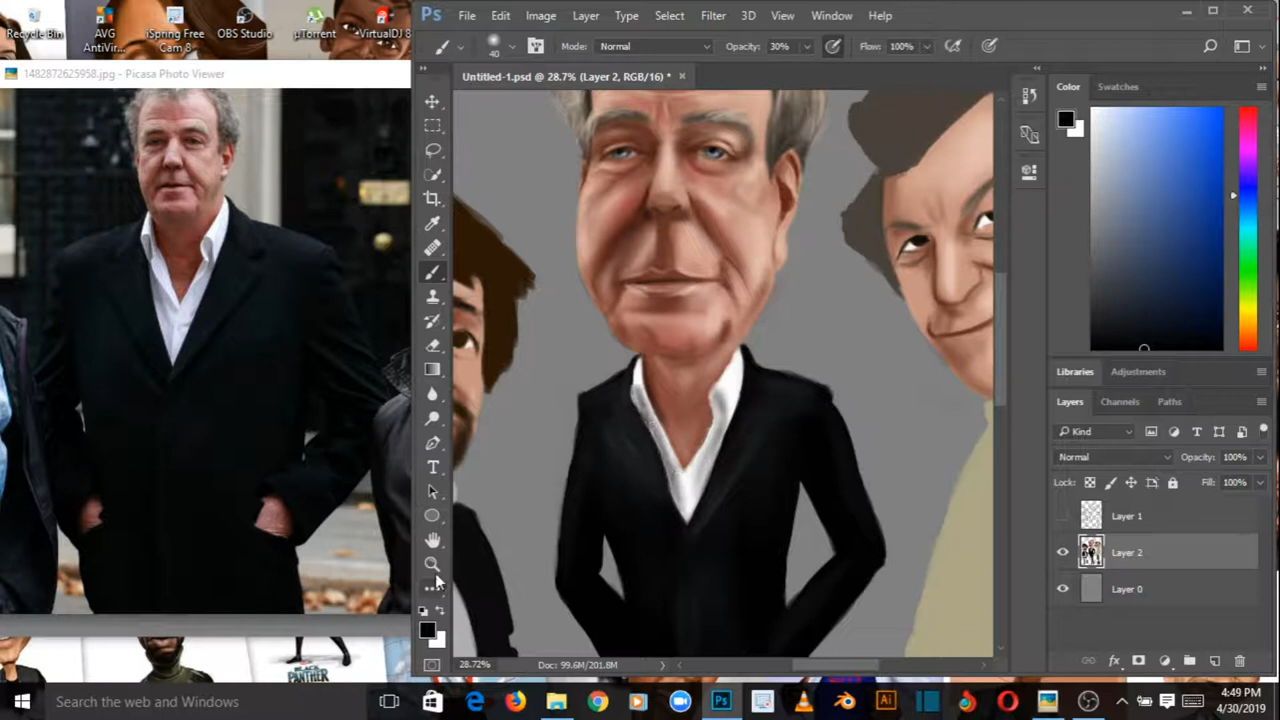 Recycle Bin
AVG AntiVir...
iSpring Free Cam 8
OBS Studio
µTorrent
VirtualDJ 8
1482872625958.jpg - Picasa Photo Viewer
Ps
File Edit Image Layer Type Select Filter 3D View Window Help
40
Mode: Normal
Opacity: 30%
Flow: 100%
Untitled-1.psd @ 28.7% (Layer 2, RGB/16) *
Color Swatches
Libraries Adjustments
Layers Channels Paths
Kind
Normal
Opacity: 100%
Lock:
Fill: 100%
Layer 1
Layer 2
Layer 0
28.72%
Doc: 99.6M/201.8M
BLACK PANTHER
Search the web and Windows
Ps
Ai
4:49 PM
4/30/2019